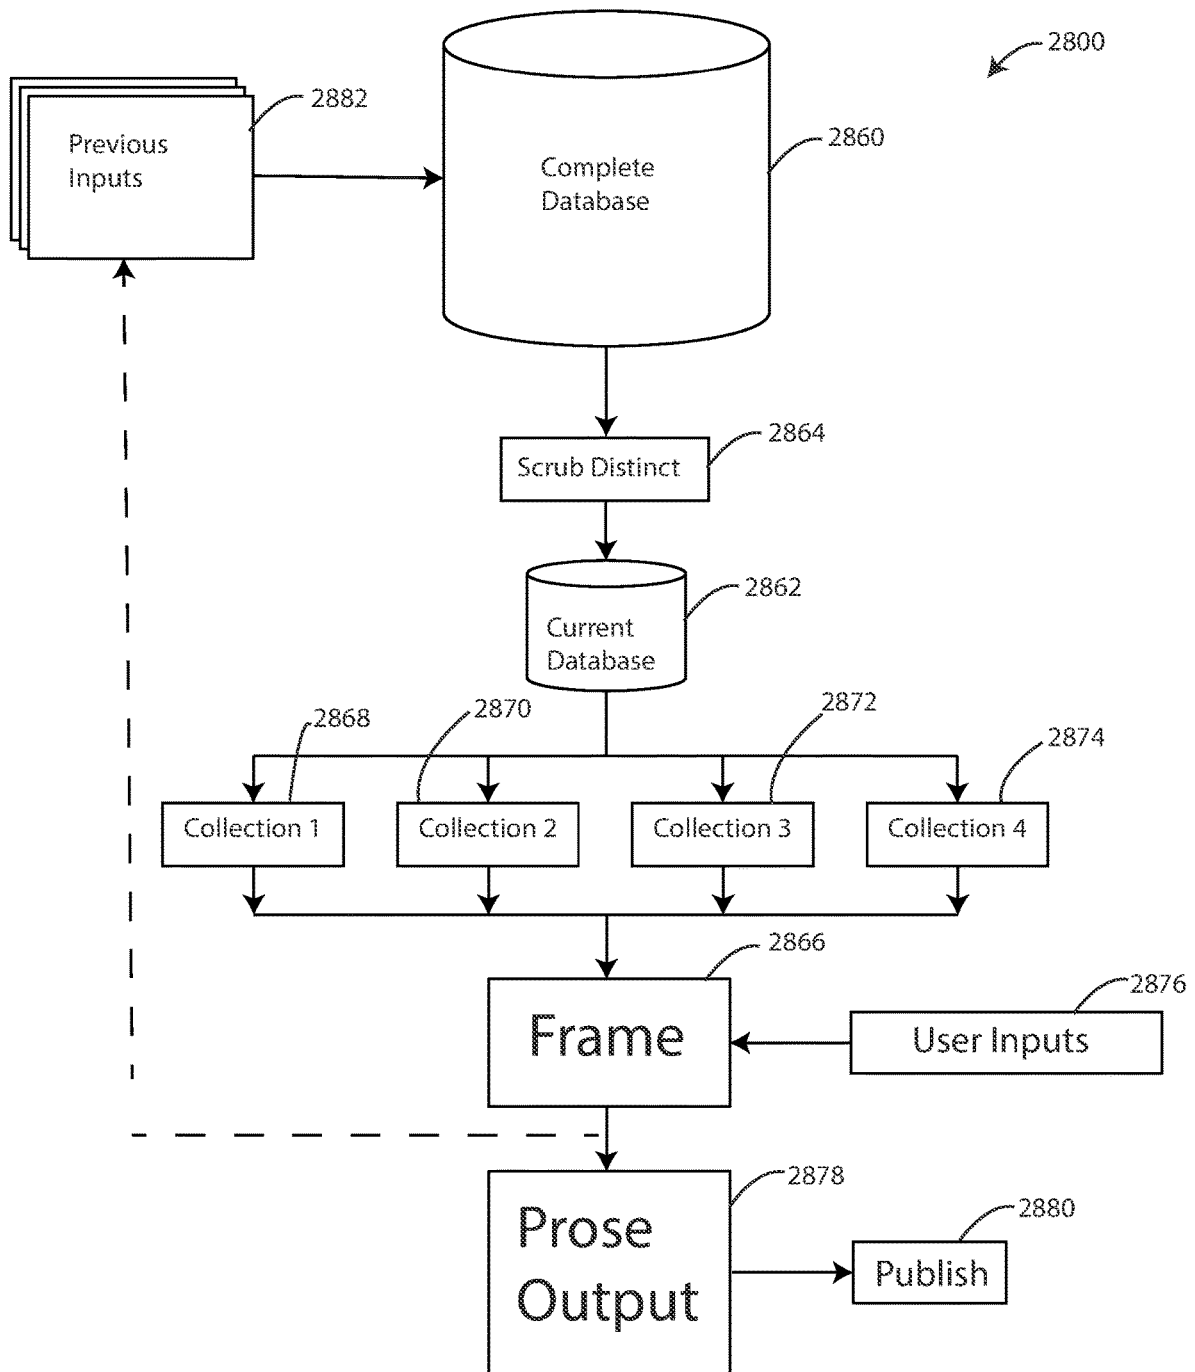 2800
2882
Previous
Inputs
2860
Complete
Database
2864
Scrub Distinct
2862
Current
Database
2868
2870
2872
2874
Collection 1
Collection 2
Collection 3
Collection 4
2866
Frame
2876
User Inputs
2878
Prose
Output
2880
Publish